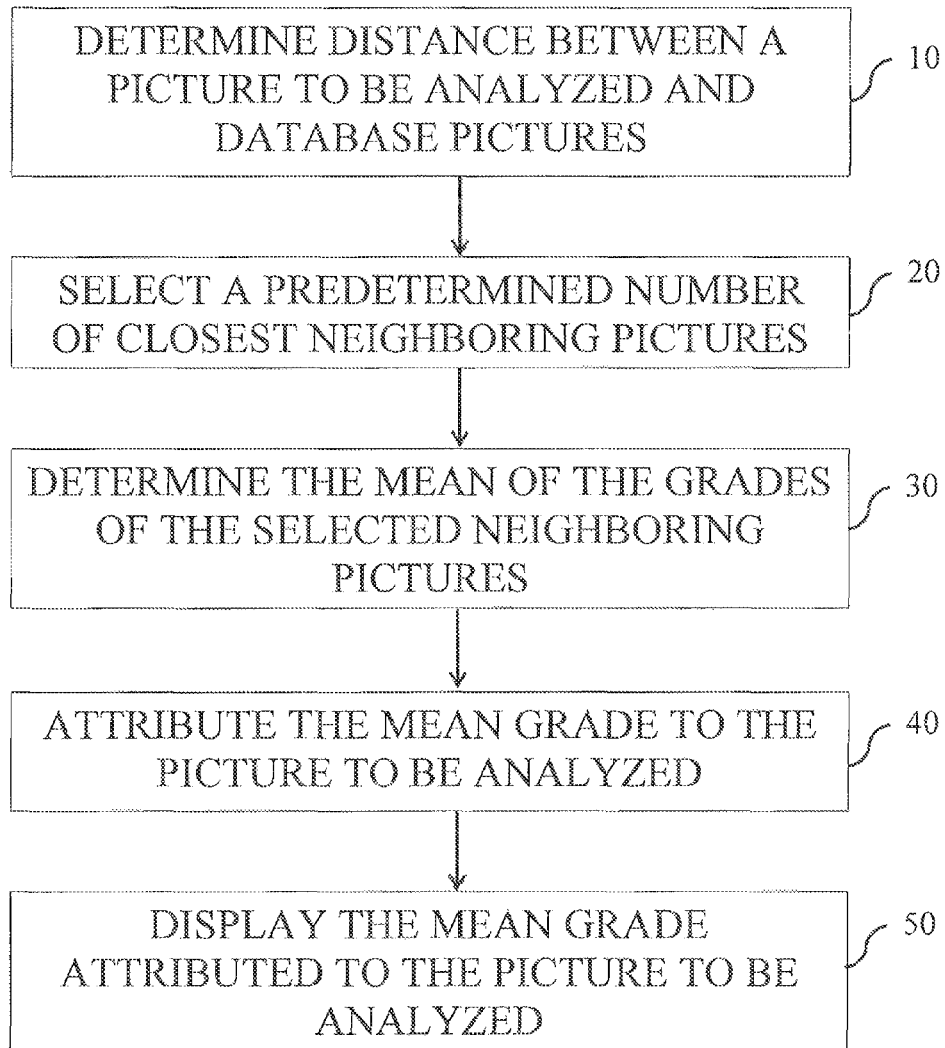 DETERMINE DISTANCE BETWEEN A
PICTURE TO BE ANALYZED AND
DATABASE PICTURES
10
SELECT A PREDETERMINED NUMBER
OF CLOSEST NEIGHBORING PICTURES
20
DETERMINE THE MEAN OF THE GRADES
OF THE SELECTED NEIGHBORING
PICTURES
30
ATTRIBUTE THE MEAN GRADE TO THE
PICTURE TO BE ANALYZED
40
DISPLAY THE MEAN GRADE
ATTRIBUTED TO THE PICTURE TO BE
ANALYZED
50